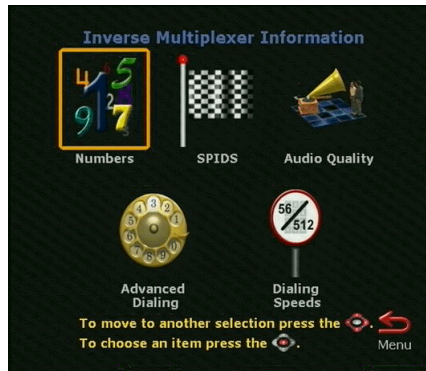 Inverse Multiplexer Information
Numbers
SPIDS
Audio Quality
Advanced
Dialing
Dialing
Speeds
56
512
To move to another selection press the .
To choose an item press the .
Menu